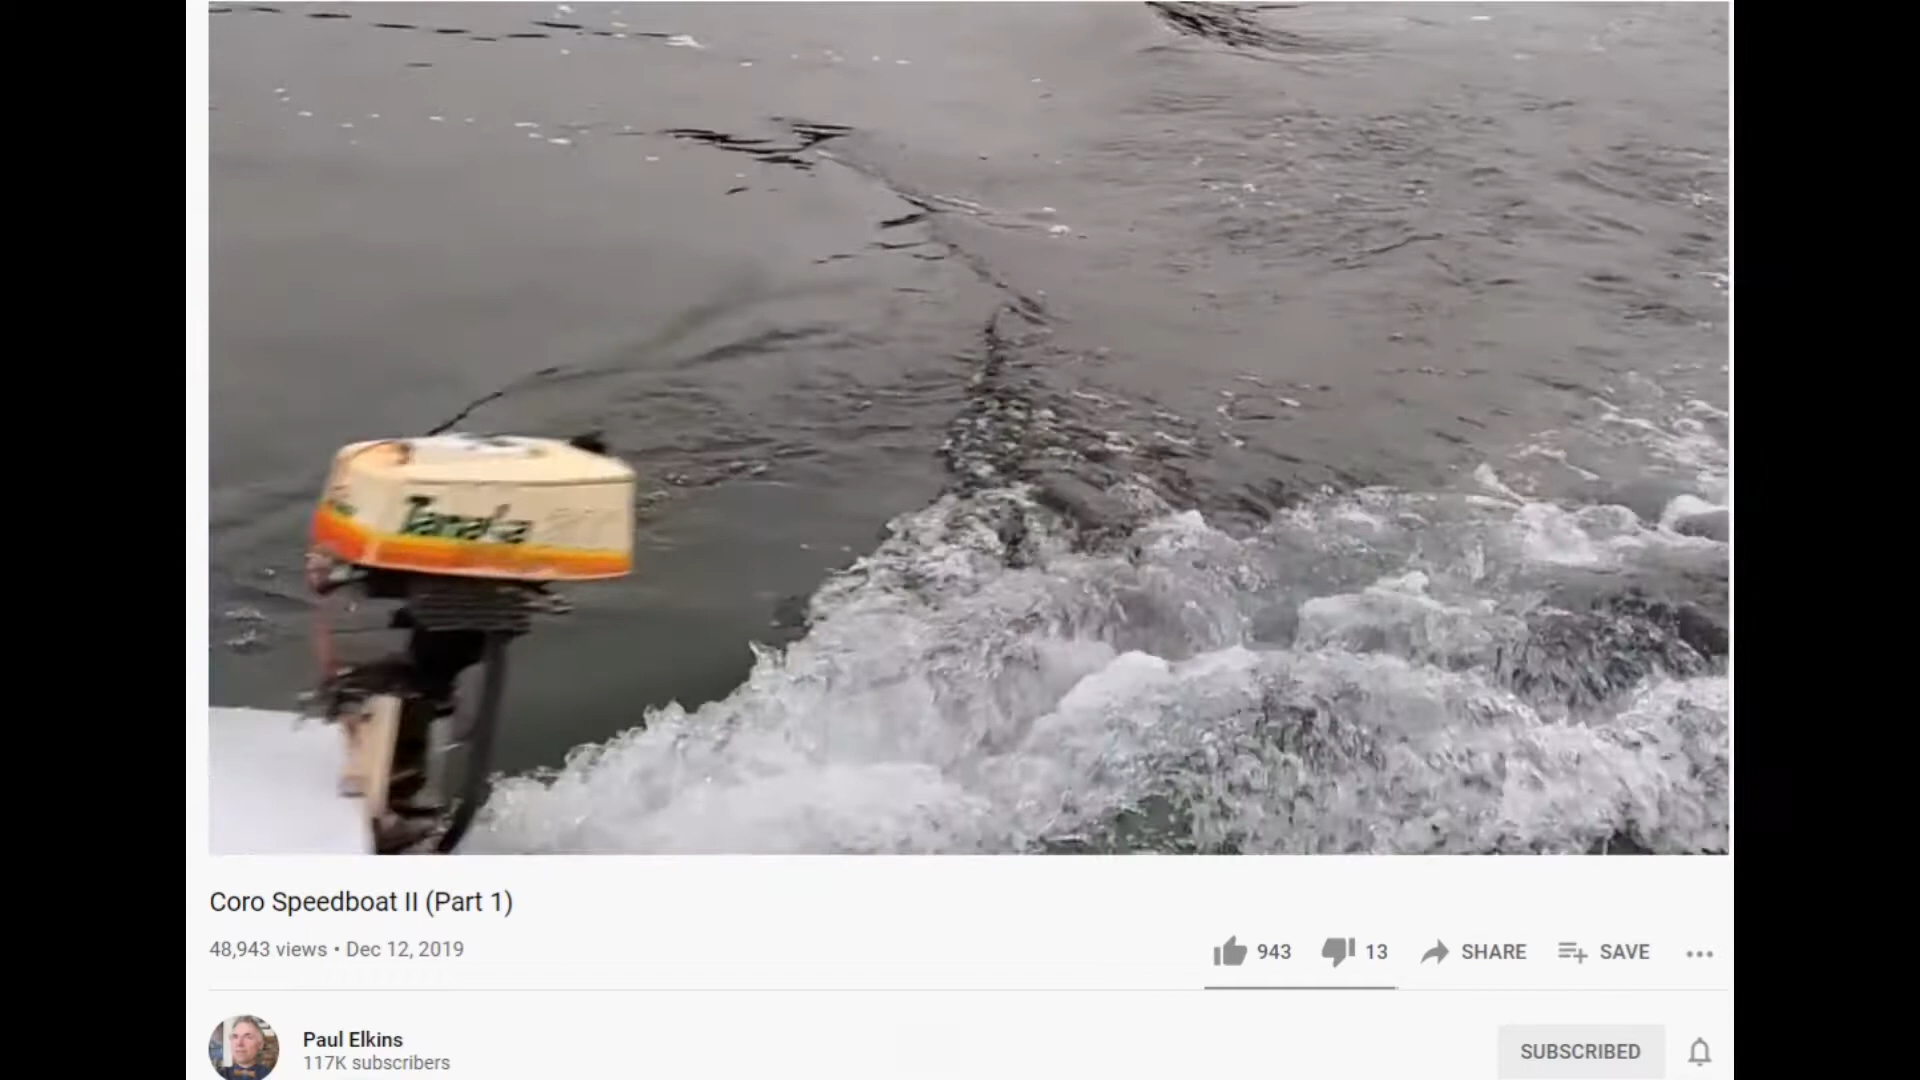 Tanaka
Coro Speedboat II (Part 1)
48,943 views • Dec 12, 2019
943
13
SHARE
SAVE
Paul Elkins
117K subscribers
SUBSCRIBED